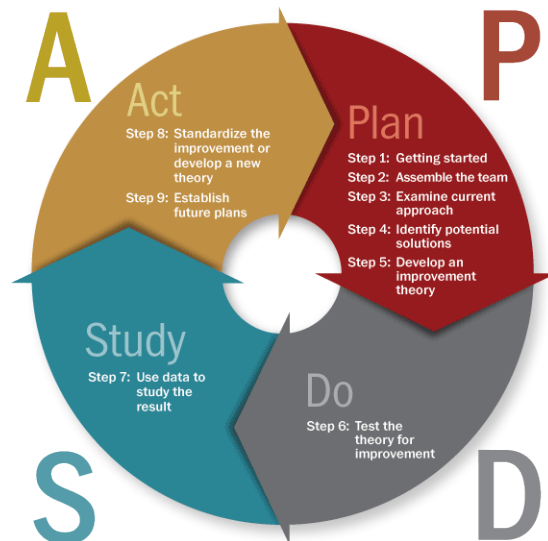 A
P
Act
Step 8: Standardize the
improvement or
develop a new
theory
Step 9: Establish
future plans
Plan
Step 1: Getting started
Step 2: Assemble the team
Step 3: Examine current
approach
Step 4: Identify potential
solutions
Step 5: Develop an
improvement
theory
Study
Step 7: Use data to
study the
result
Do
Step 6: Test the
theory for
improvement
S
D